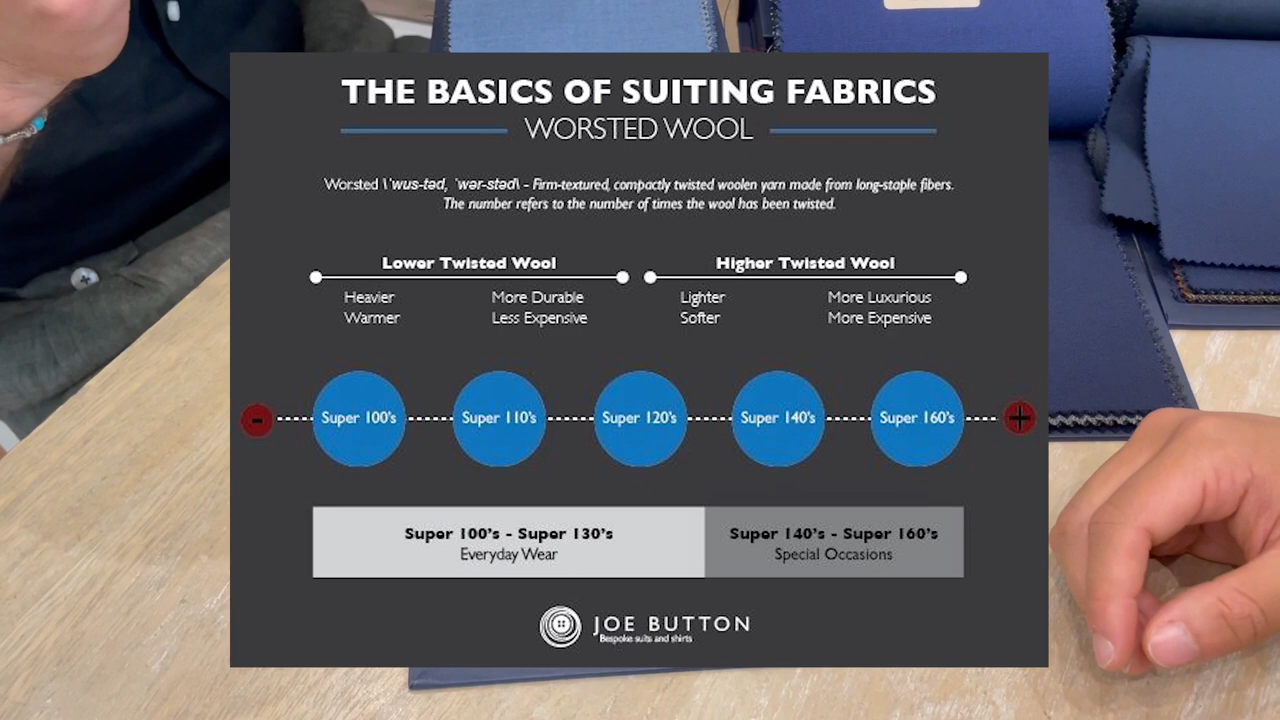 THE BASICS OF SUITING FABRICS
WORSTED WOOL
Worsted \ˈwus-təd, ˈwər-stəd\ - Firm-textured, compactly twisted woolen yarn made from long-staple fibers.
The number refers to the number of times the wool has been twisted.
Lower Twisted Wool
Higher Twisted Wool
Heavier
More Durable
Lighter
More Luxurious
Warmer
Less Expensive
Softer
More Expensive
-
Super 100's
Super 110's
Super 120's
Super 140's
Super 160's
+
Super 100's - Super 130's
Super 140's - Super 160's
Everyday Wear
Special Occasions
JOE BUTTON
Bespoke suits and shirts